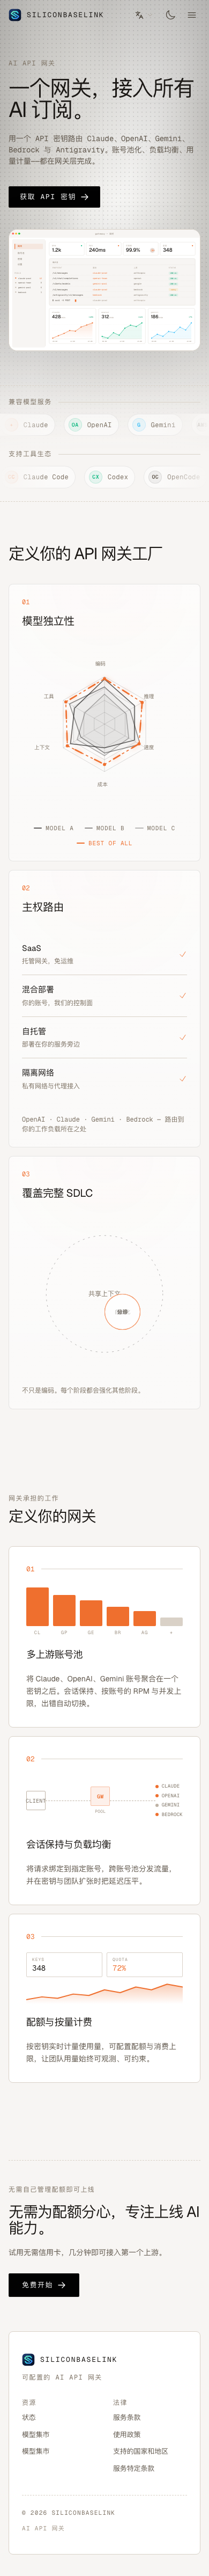 SILICONBASELINK
AI API 网关
一个网关，接入所有
AI 订阅。
用一个 API 密钥路由 Claude、OpenAI、Gemini、
Bedrock 与 Antigravity。账号池化、负载均衡、用
量计量——都在网关层完成。
获取 API 密钥 →
1.2k
240ms
99.9%
348
428
312
186
兼容模型服务
Claude
OA OpenAI
G Gemini
支持工具生态
Claude Code
CX Codex
OC OpenCode
定义你的 API 网关工厂
01
模型独立性
编码
工具
推理
上下文
速度
成本
MODEL A
MODEL B
MODEL C
BEST OF ALL
02
主权路由
SaaS
托管网关，免运维
混合部署
你的账号，我们的控制面
自托管
部署在你的服务旁边
隔离网络
私有网络与代理接入
OpenAI · Claude · Gemini · Bedrock — 路由到
你的工作负载所在之处
03
覆盖完整 SDLC
共享上下文
不只是编码。每个阶段都会强化其他阶段。
网关承担的工作
定义你的网关
01
CL
GP
GE
BR
AG
+
多上游账号池
将 Claude、OpenAI、Gemini 账号聚合在一个
密钥之后。会话保持、按账号的 RPM 与并发上
限、出错自动切换。
02
CLIENT
GW
POOL
CLAUDE
OPENAI
GEMINI
BEDROCK
会话保持与负载均衡
将请求绑定到指定账号，跨账号池分发流量，
并在密钥与团队扩张时把延迟压平。
03
KEYS
348
QUOTA
72%
配额与按量计费
按密钥实时计量使用量，可配置配额与消费上
限，让团队用量始终可观测、可约束。
无需自己管理配额即可上线
无需为配额分心，专注上线 AI
能力。
试用无需信用卡，几分钟即可接入第一个上游。
免费开始 →
SILICONBASELINK
可配置的 AI API 网关
资源
状态
模型集市
模型集市
法律
服务条款
使用政策
支持的国家和地区
服务特定条款
© 2026 SILICONBASELINK
AI API 网关